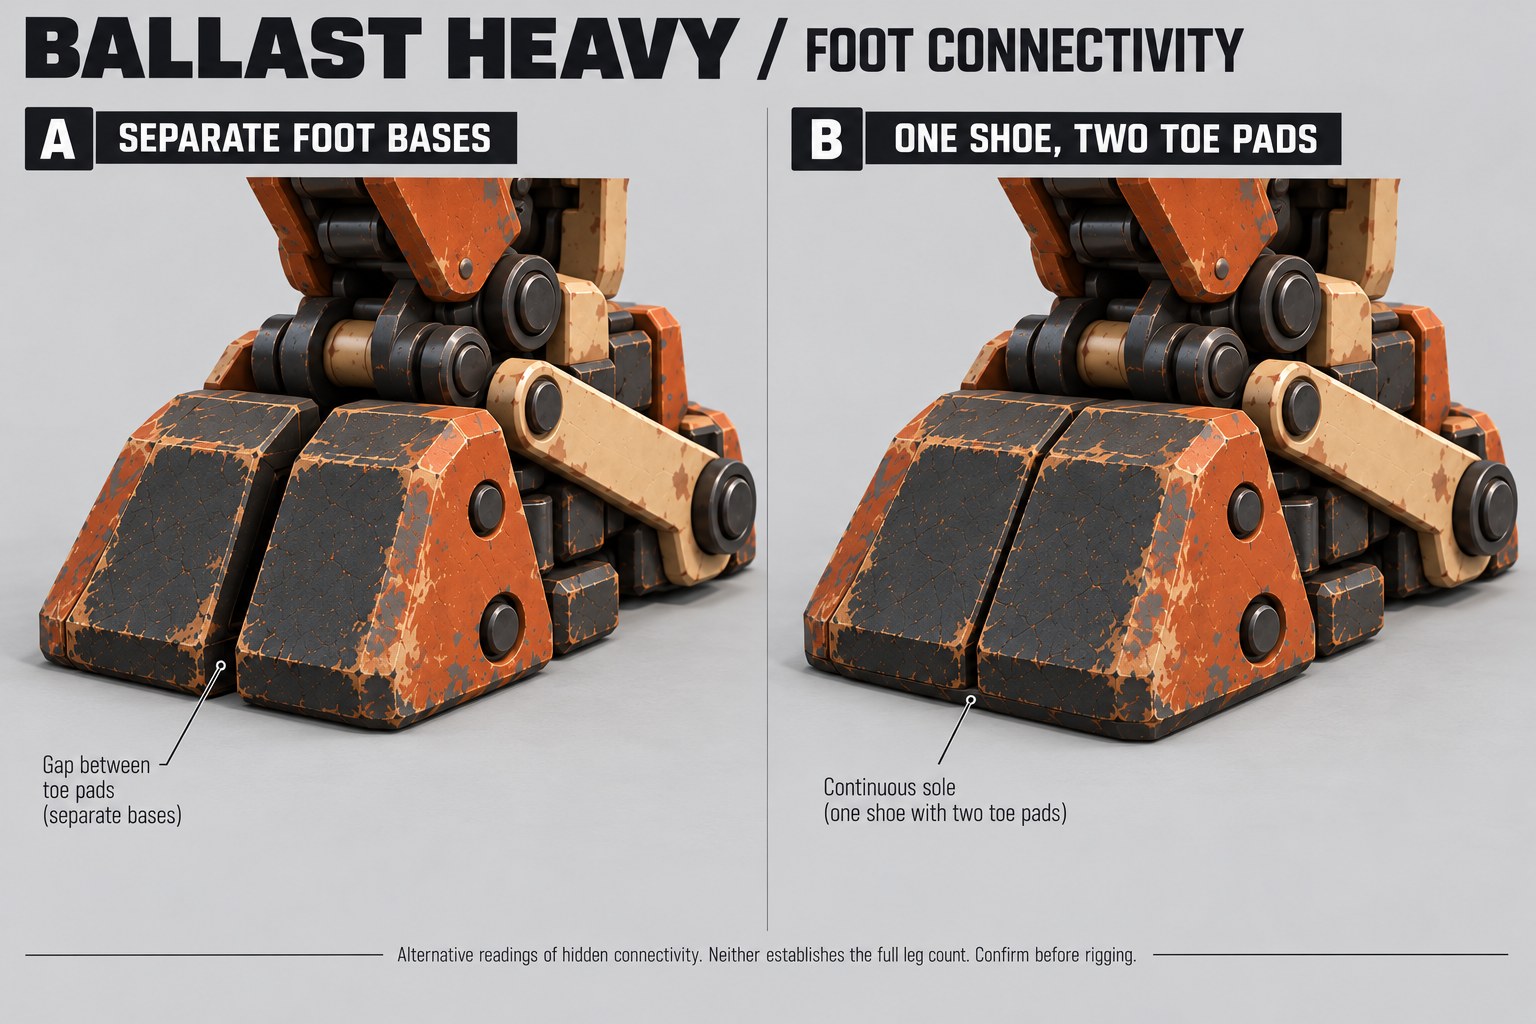 BALLAST HEAVY / FOOT CONNECTIVITY
A SEPARATE FOOT BASES
B ONE SHOE, TWO TOE PADS
Gap between
toe pads
(separate bases)
Continuous sole
(one shoe with two toe pads)
Alternative readings of hidden connectivity. Neither establishes the full leg count. Confirm before rigging.